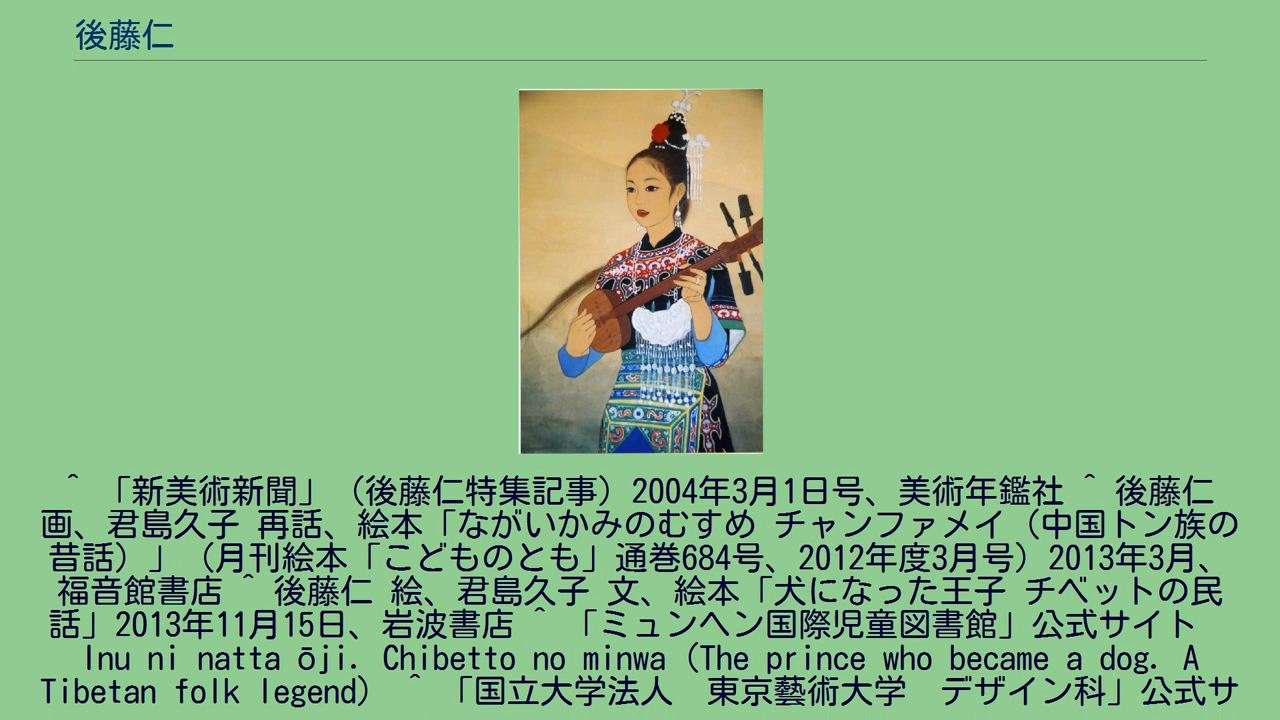 後藤仁
^ 「新美術新聞」（後藤仁特集記事）2004年3月1日号、美術年鑑社 ^ 後藤仁
画、君島久子 再話、絵本「ながいかみのむすめ チャンファメイ（中国トン族の
昔話）」（月刊絵本「こどものとも」通巻684号、2012年度3月号）2013年3月、
福音館書店 ^ 後藤仁 絵、君島久子 文、絵本「犬になった王子 チベットの民
話」2013年11月15日、岩波書店 ^ 「ミュンヘン国際児童図書館」公式サイト
Inu ni natta ōji. Chibetto no minwa (The prince who became a dog. A
Tibetan folk legend) ^ 「国立大学法人　東京藝術大学　デザイン科」公式サ